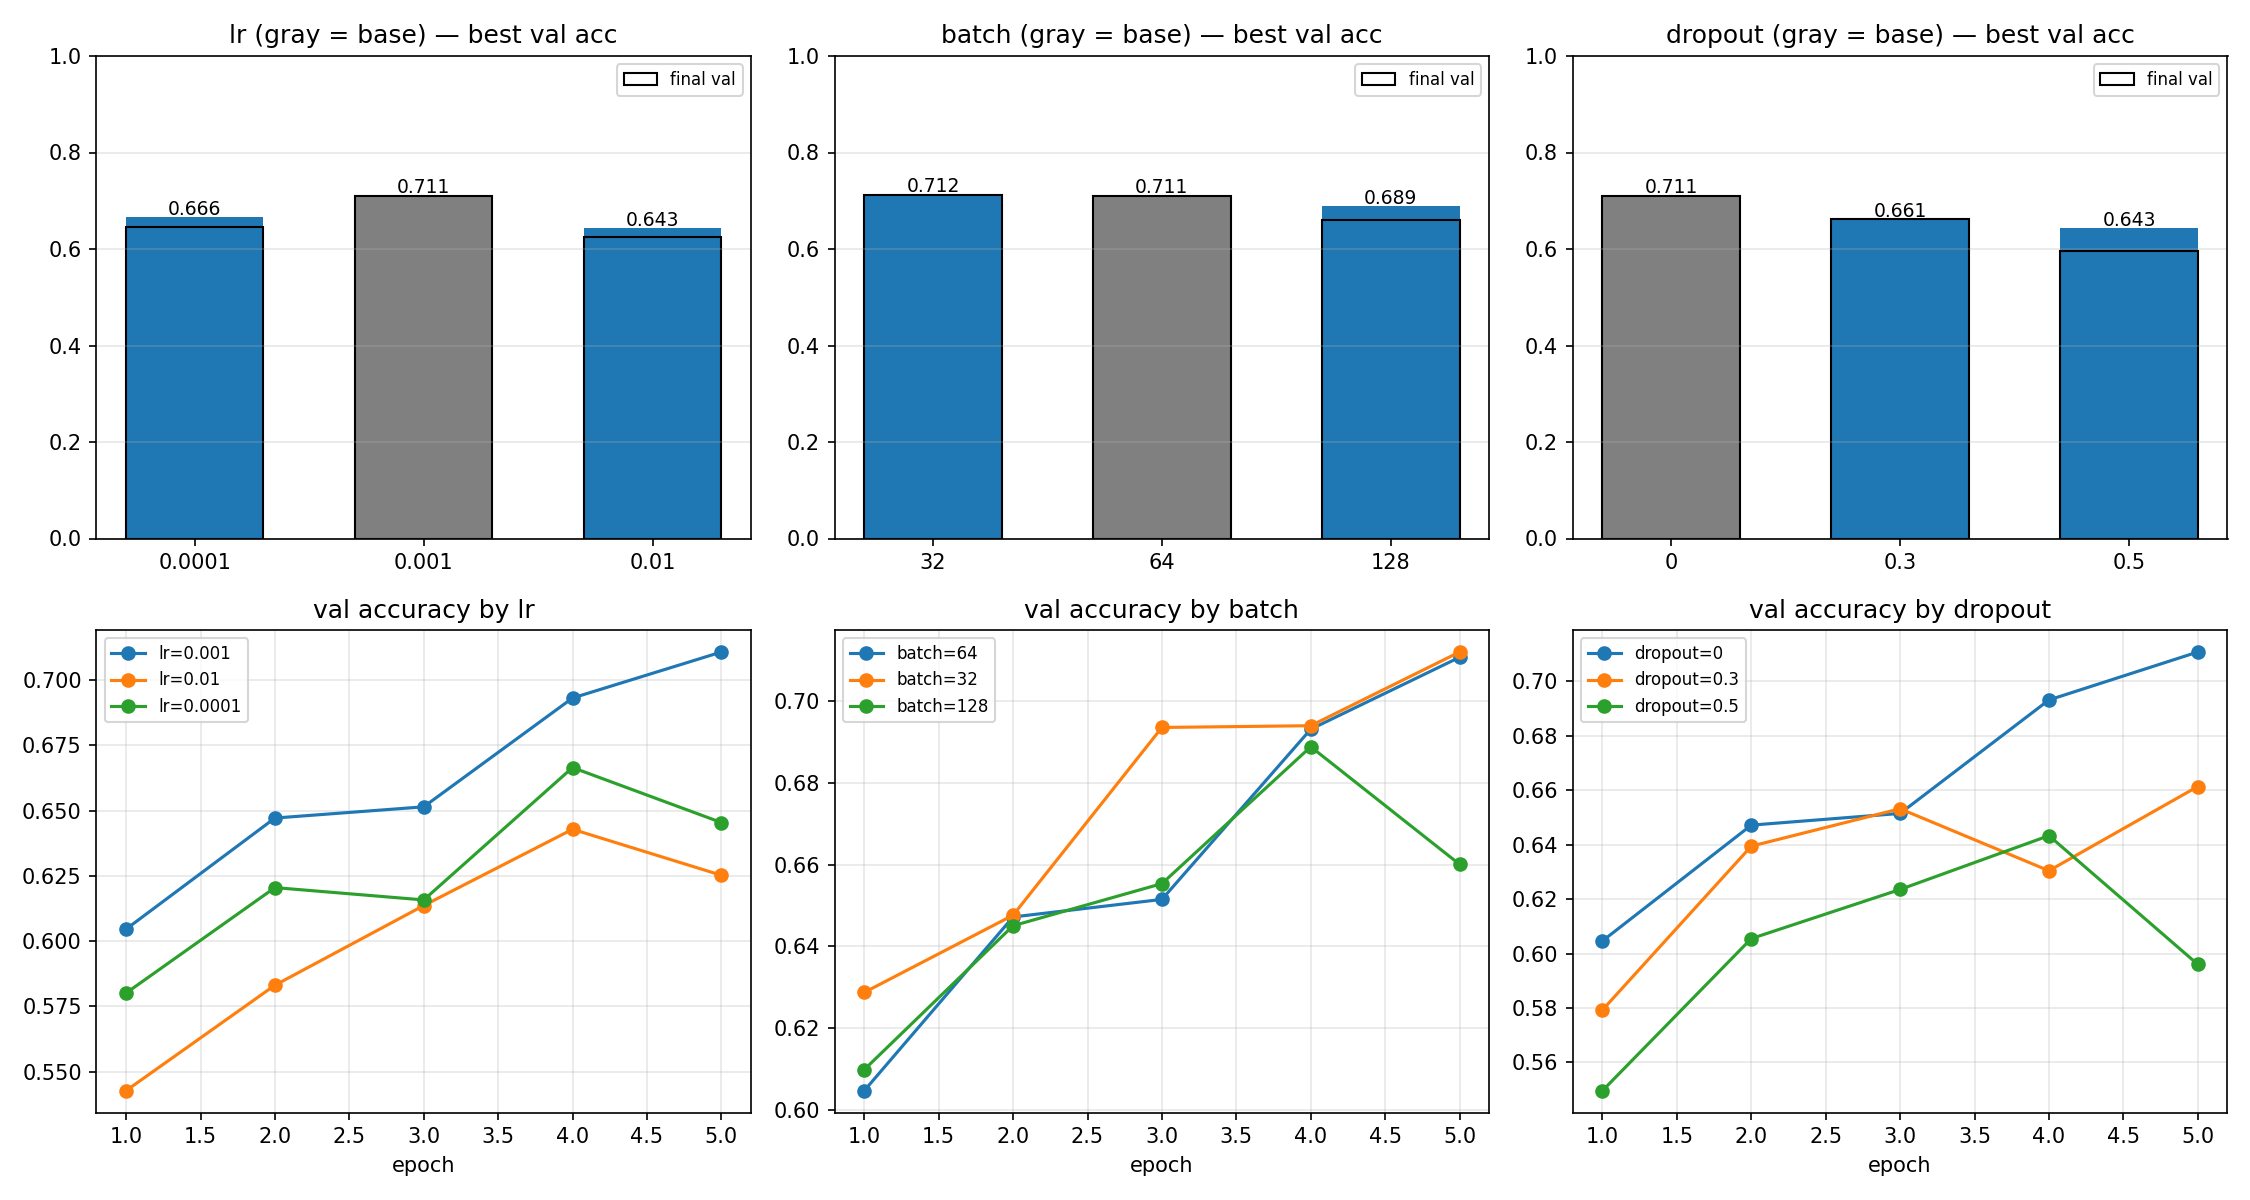 lr (gray = base) — best val acc
1.0
0.8
0.6
0.4
0.2
0.0
final val
0.666
0.711
0.643
0.0001
0.001
0.01
batch (gray = base) — best val acc
1.0
0.8
0.6
0.4
0.2
0.0
final val
0.712
0.711
0.689
32
64
128
dropout (gray = base) — best val acc
1.0
0.8
0.6
0.4
0.2
0.0
final val
0.711
0.661
0.643
0
0.3
0.5
val accuracy by lr
lr=0.001
lr=0.01
lr=0.0001
0.700
0.675
0.650
0.625
0.600
0.575
0.550
1.0 1.5 2.0 2.5 3.0 3.5 4.0 4.5 5.0
epoch
val accuracy by batch
batch=64
batch=32
batch=128
0.70
0.68
0.66
0.64
0.62
0.60
1.0 1.5 2.0 2.5 3.0 3.5 4.0 4.5 5.0
epoch
val accuracy by dropout
dropout=0
dropout=0.3
dropout=0.5
0.70
0.68
0.66
0.64
0.62
0.60
0.58
0.56
1.0 1.5 2.0 2.5 3.0 3.5 4.0 4.5 5.0
epoch